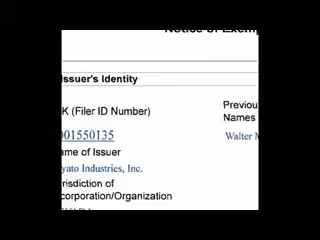 Notice of Exemp
Issuer's Identity
K (Filer ID Number)
Previou
Names
001550135
Walter M
ame of Issuer
yato Industries, Inc.
risdiction of
corporation/Organization